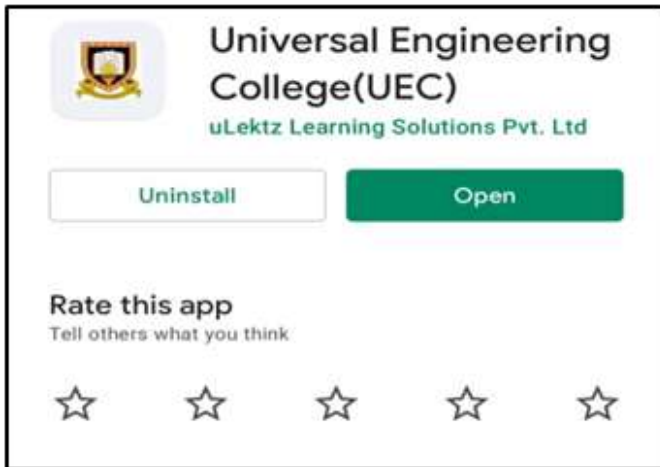 Universal Engineering
College(UEC)
uLektz Learning Solutions Pvt. Ltd
Uninstall Open
Rate this app
Tell others what you think